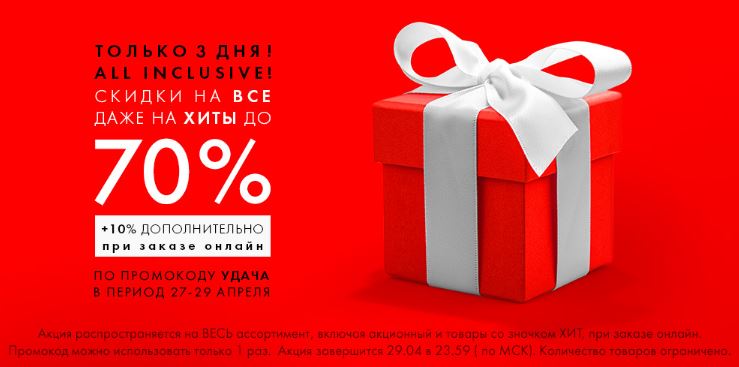 ТОЛЬКО 3 ДНЯ!
ALL INCLUSIVE!
СКИДКИ НА ВСЕ
ДАЖЕ НА ХИТЫ ДО
70%
+10% ДОПОЛНИТЕЛЬНО
при заказе онлайн
ПО ПРОМОКОДУ УДАЧА
В ПЕРИОД 27-29 АПРЕЛЯ
Акция распространяется на ВЕСЬ ассортимент, включая акционный и товары со значком ХИТ, при заказе онлайн.
Промокод можно использовать только 1 раз. Акция завершится 29.04 в 23.59 ( по МСК). Количество товаров ограничено.